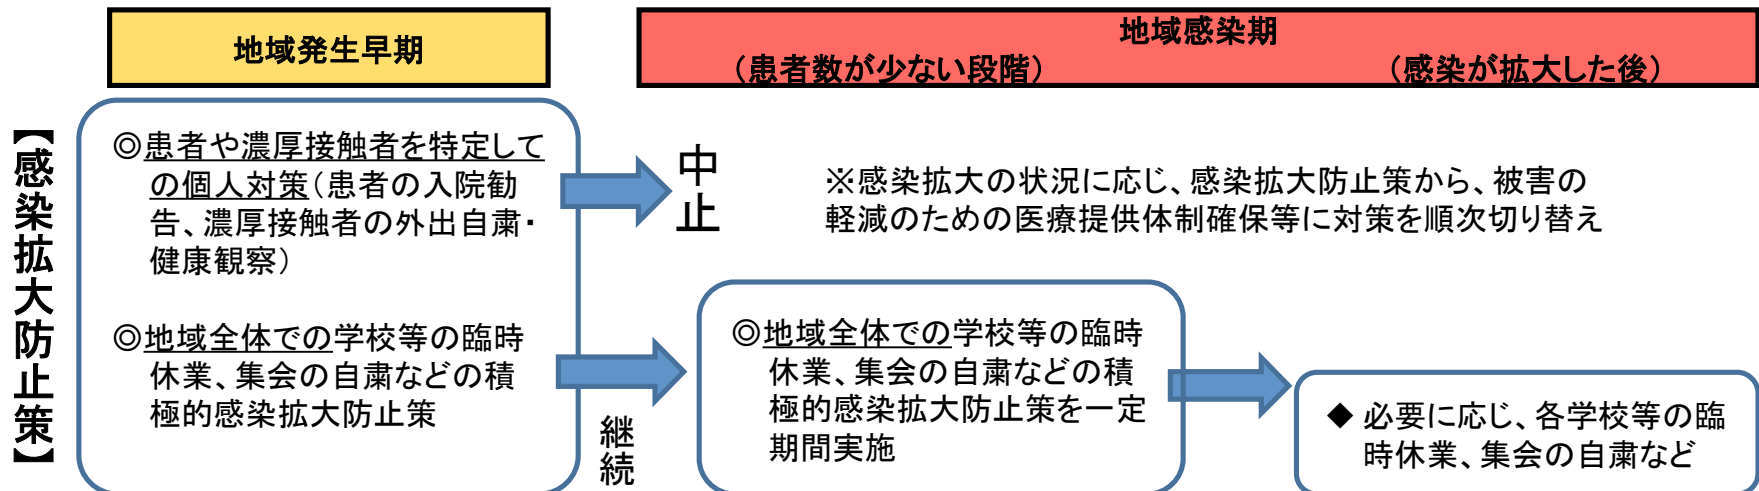 地域発生早期
地域感染期
（患者数が少ない段階）
（感染が拡大した後）
【感染拡大防止策】
◎患者や濃厚接触者を特定して
の個人対策（患者の入院勧
告、濃厚接触者の外出自粛・
健康観察）
中止
※感染拡大の状況に応じ、感染拡大防止策から、被害の
軽減のための医療提供体制確保等に対策を順次切り替え
◎地域全体での学校等の臨時
休業、集会の自粛などの積
極的感染拡大防止策
継続
◎地域全体での学校等の臨時
休業、集会の自粛などの積
極的感染拡大防止策を一定
期間実施
◆ 必要に応じ、各学校等の臨
時休業、集会の自粛など